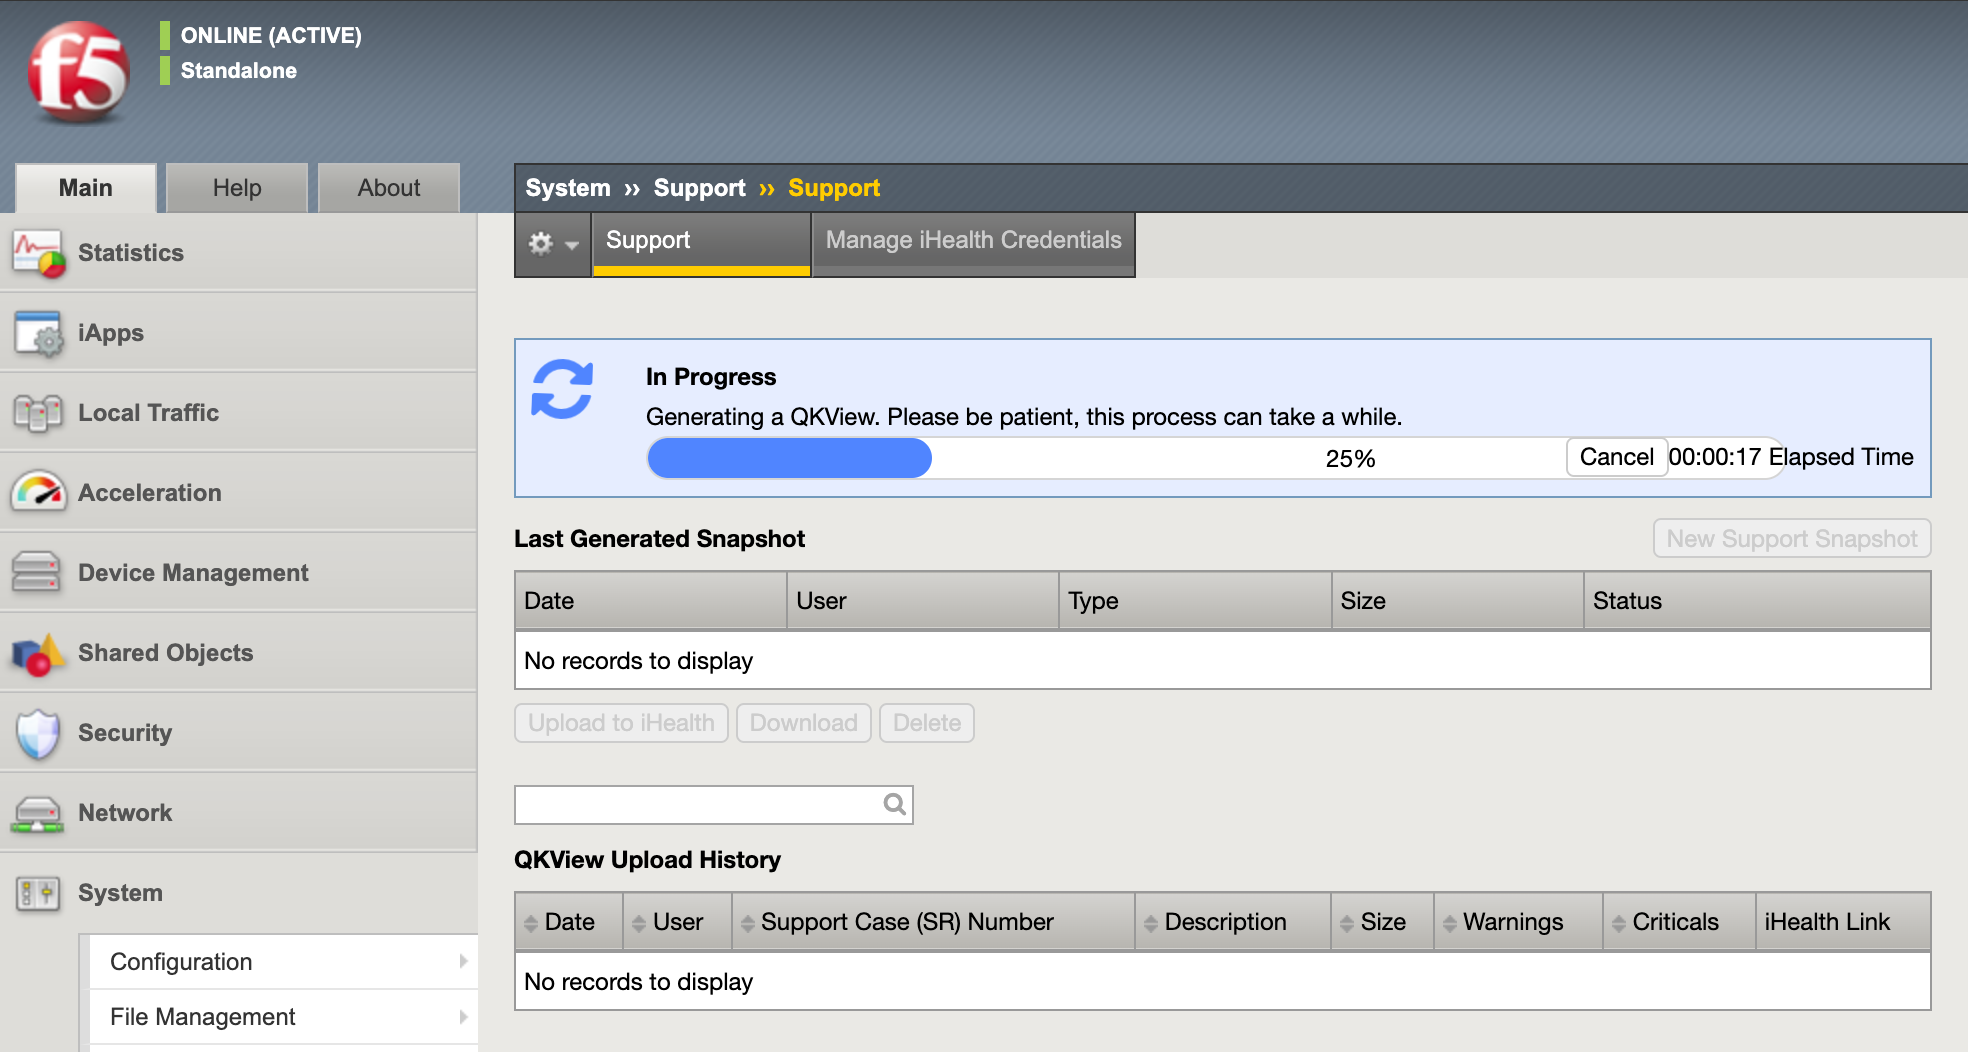 f5
ONLINE (ACTIVE)
Standalone
Main
Help
About
System ›› Support ›› Support
Support
Manage iHealth Credentials
Statistics
iApps
Local Traffic
Acceleration
Device Management
Shared Objects
Security
Network
System
Configuration
File Management
In Progress
Generating a QKView. Please be patient, this process can take a while.
25%
Cancel
00:00:17 Elapsed Time
Last Generated Snapshot
New Support Snapshot
Date User Type Size Status
No records to display
Upload to iHealth
Download
Delete
QKView Upload History
Date User Support Case (SR) Number Description Size Warnings Criticals iHealth Link
No records to display